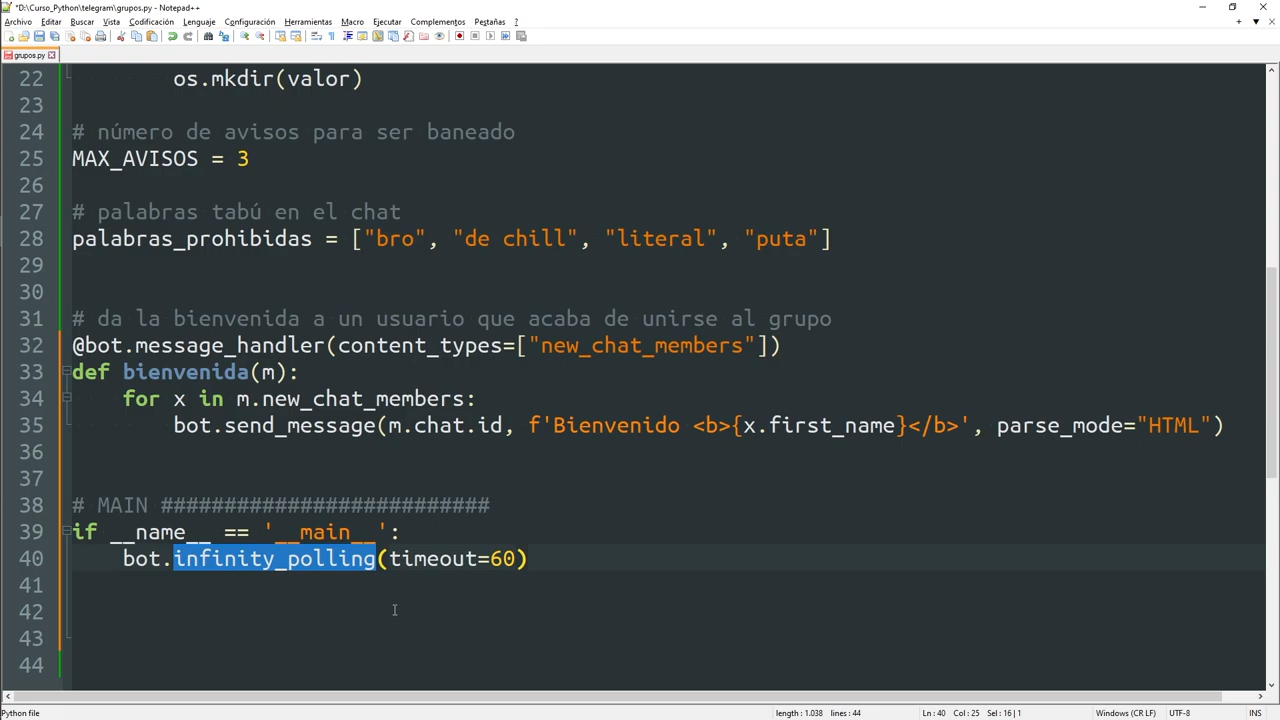 *D:\Curso_Python\telegram\grupos.py - Notepad++
Archivo Editar Buscar Vista Codificación Lenguaje Configuración Herramientas Macro Ejecutar Complementos Pestañas ?
grupos.py
22 os.mkdir(valor)
23
24 # número de avisos para ser baneado
25 MAX_AVISOS = 3
26
27 # palabras tabú en el chat
28 palabras_prohibidas = ["bro", "de chill", "literal", "puta"]
29
30
31 # da la bienvenida a un usuario que acaba de unirse al grupo
32 @bot.message_handler(content_types=["new_chat_members"])
33 def bienvenida(m):
34 for x in m.new_chat_members:
35 bot.send_message(m.chat.id, f'Bienvenido <b>{x.first_name}</b>', parse_mode="HTML")
36
37
38 # MAIN ##########################
39 if __name__ == '__main__':
40 bot.infinity_polling(timeout=60)
41
42
43
44
Python file length : 1.038 lines : 44 Ln : 40 Col : 25 Sel : 16 | 1 Windows (CR LF) UTF-8 INS